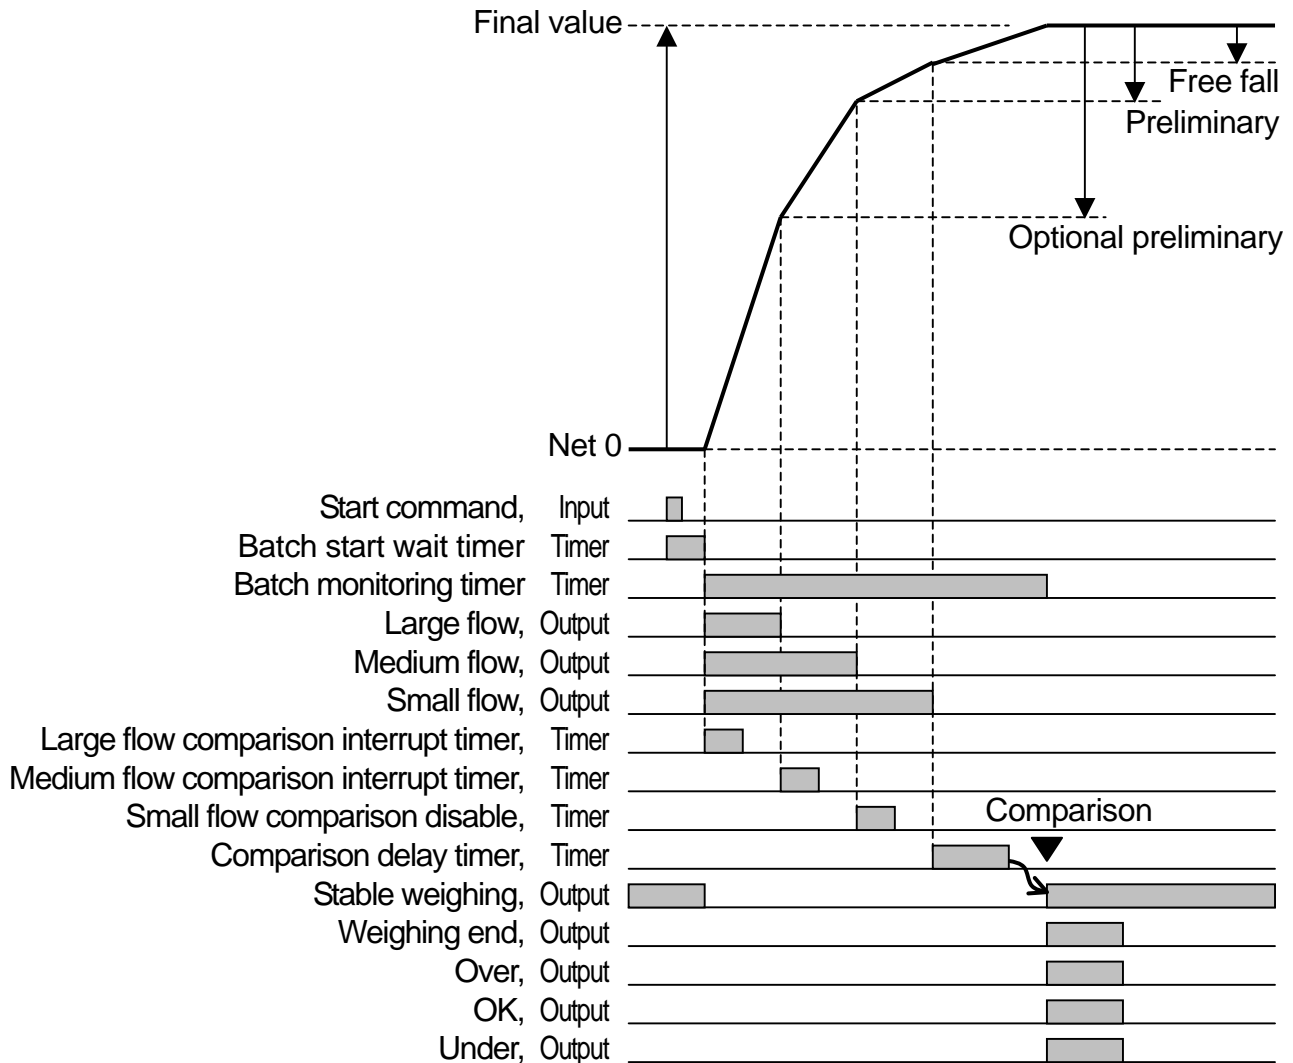 Final value
Free fall
Preliminary
Optional preliminary
Net 0
Start command, Input
Batch start wait timer Timer
Batch monitoring timer Timer
Large flow, Output
Medium flow, Output
Small flow, Output
Large flow comparison interrupt timer, Timer
Medium flow comparison interrupt timer, Timer
Small flow comparison disable, Timer
Comparison
Comparison delay timer, Timer
Stable weighing, Output
Weighing end, Output
Over, Output
OK, Output
Under, Output